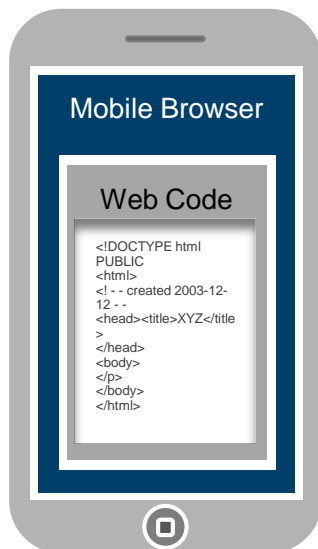 Mobile Browser
Web Code
<!DOCTYPE html
PUBLIC
<html>
<! - - created 2003-12-
12 - -
<head><title>XYZ</title
>
</head>
<body>
</p>
</body>
</html>